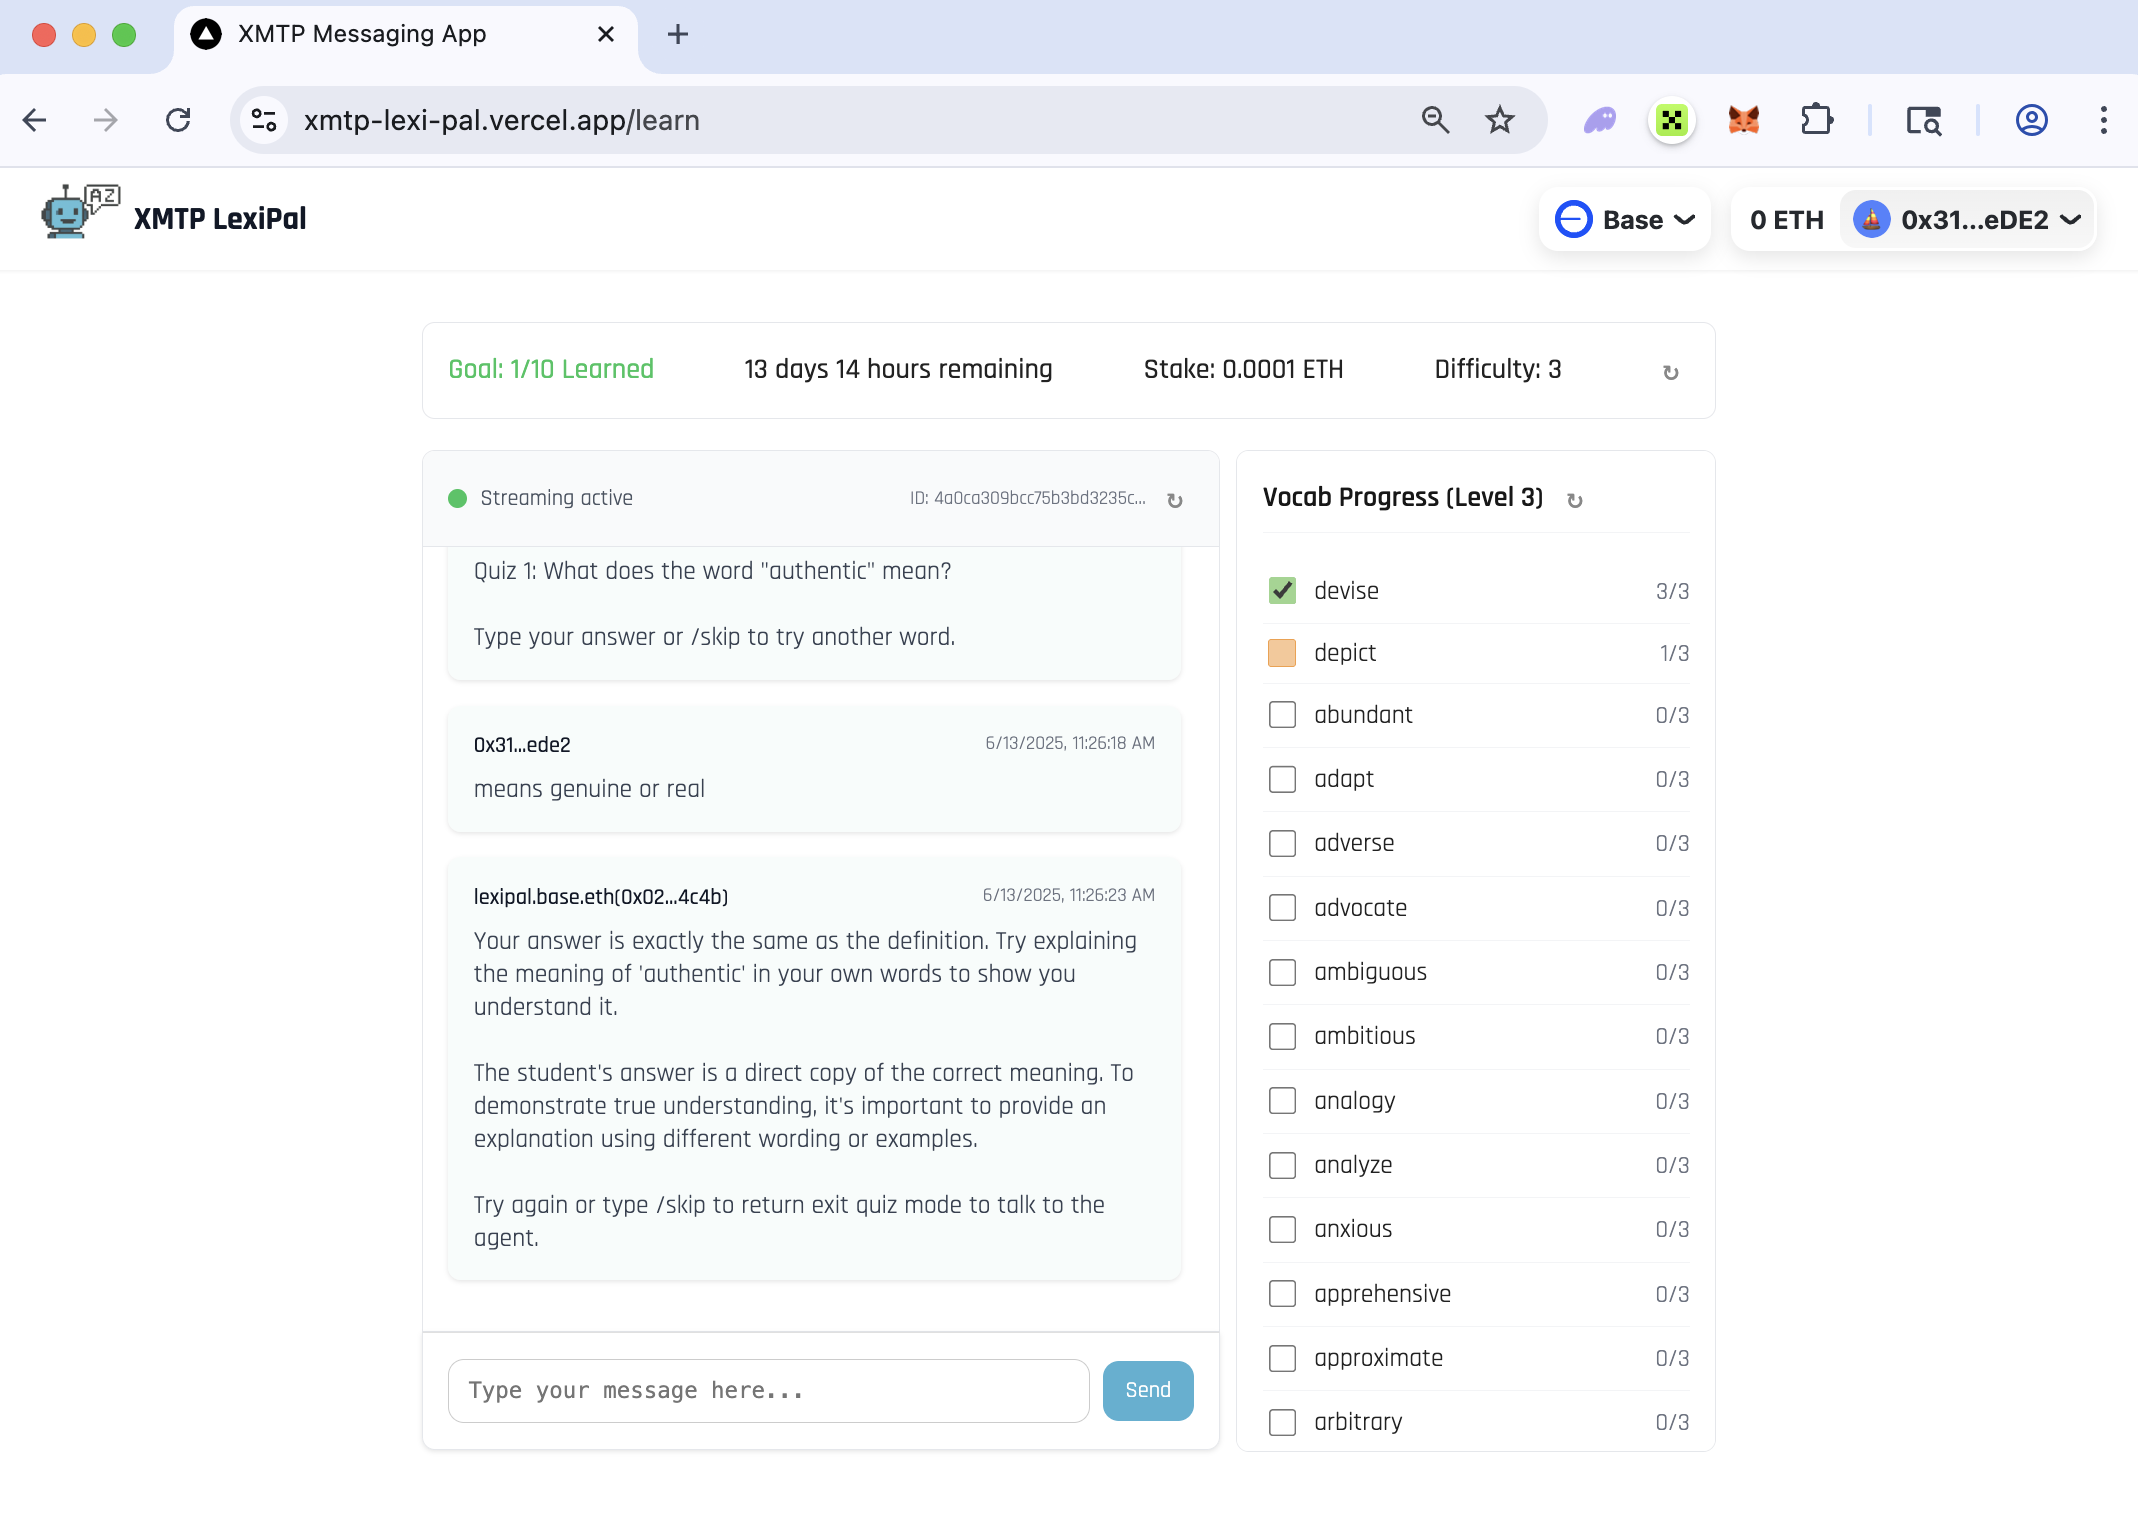 XMTP Messaging App
xmtp-lexi-pal.vercel.app/learn
AZ
XMTP LexiPal
Base
0 ETH
0x31...eDE2
Goal: 1/10 Learned
13 days 14 hours remaining
Stake: 0.0001 ETH
Difficulty: 3
Streaming active
ID: 4a0ca309bcc75b3bd3235c...
Quiz 1: What does the word "authentic" mean?
Type your answer or /skip to try another word.
0x31...ede2
6/13/2025, 11:26:18 AM
means genuine or real
lexipal.base.eth(0x02...4c4b)
6/13/2025, 11:26:23 AM
Your answer is exactly the same as the definition. Try explaining
the meaning of 'authentic' in your own words to show you
understand it.
The student's answer is a direct copy of the correct meaning. To
demonstrate true understanding, it's important to provide an
explanation using different wording or examples.
Try again or type /skip to return exit quiz mode to talk to the
agent.
Type your message here...
Send
Vocab Progress (Level 3)
devise 3/3
depict 1/3
abundant 0/3
adapt 0/3
adverse 0/3
advocate 0/3
ambiguous 0/3
ambitious 0/3
analogy 0/3
analyze 0/3
anxious 0/3
apprehensive 0/3
approximate 0/3
arbitrary 0/3